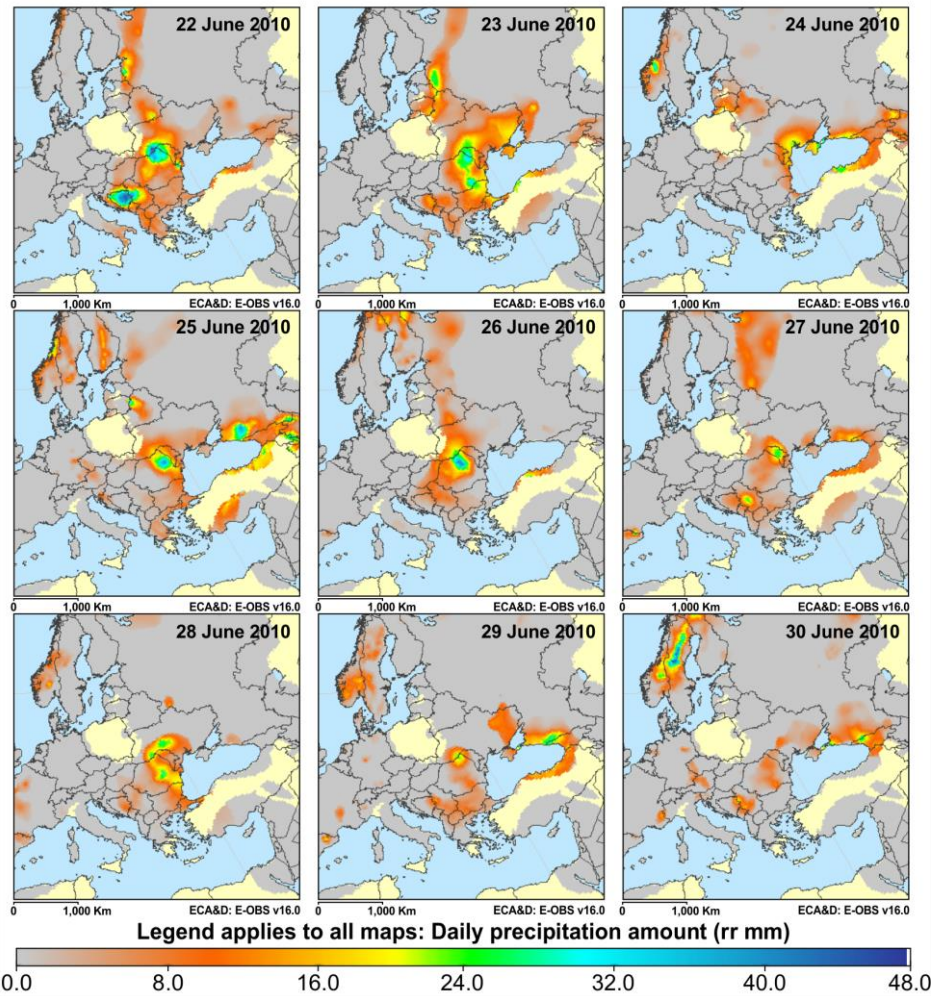 22 June 2010
23 June 2010
24 June 2010
0 1,000 Km ECA&D: E-OBS v16.0
0 1,000 Km ECA&D: E-OBS v16.0
0 1,000 Km ECA&D: E-OBS v16.0
25 June 2010
26 June 2010
27 June 2010
0 1,000 Km ECA&D: E-OBS v16.0
0 1,000 Km ECA&D: E-OBS v16.0
0 1,000 Km ECA&D: E-OBS v16.0
28 June 2010
29 June 2010
30 June 2010
0 1,000 Km ECA&D: E-OBS v16.0
0 1,000 Km ECA&D: E-OBS v16.0
0 1,000 Km ECA&D: E-OBS v16.0
Legend applies to all maps: Daily precipitation amount (rr mm)
0.0 8.0 16.0 24.0 32.0 40.0 48.0